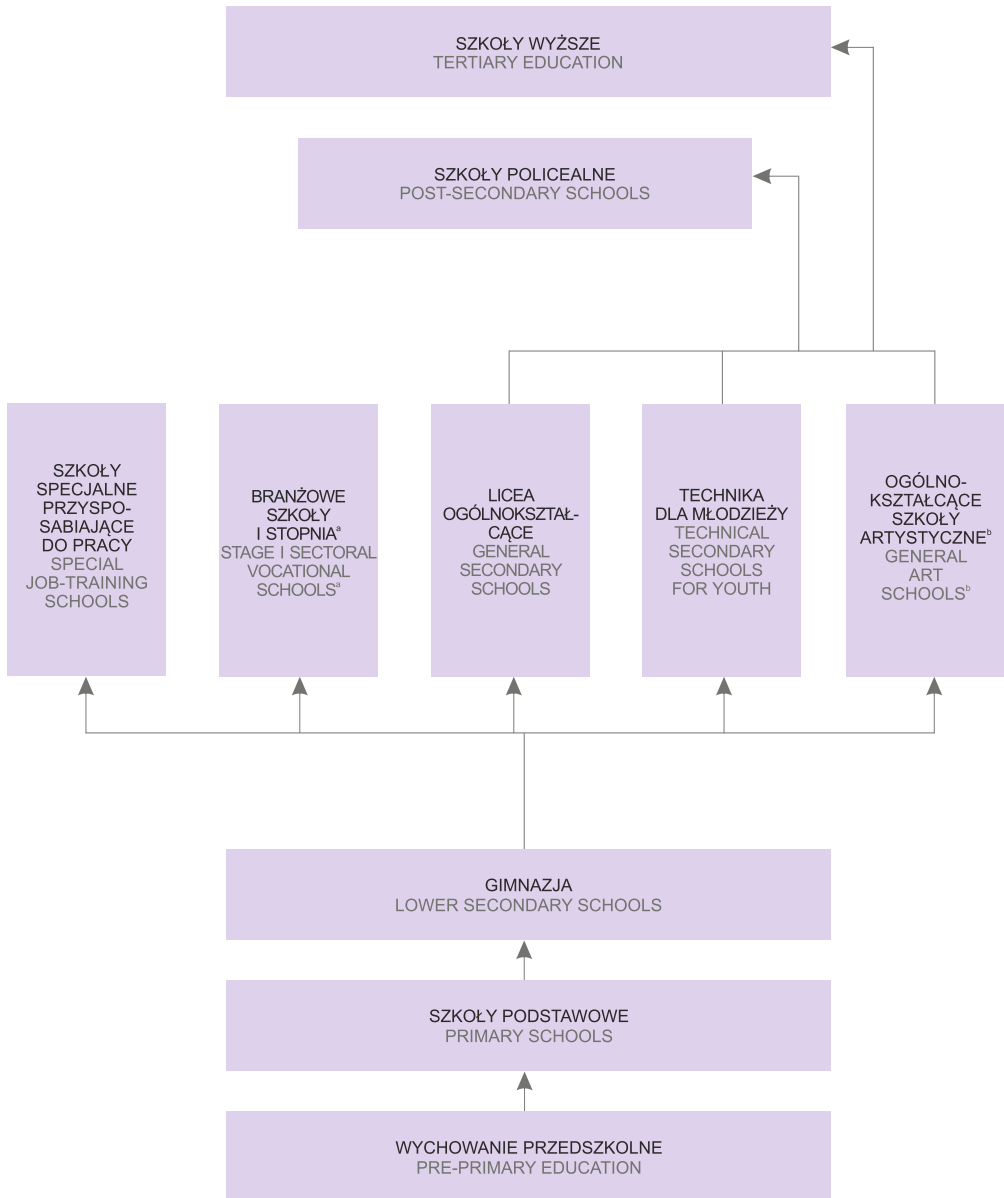 SZKOŁY WYŻSZE
TERTIARY EDUCATION
SZKOŁY POLICEALNE
POST-SECONDARY SCHOOLS
SZKOŁY
SPECJALNE
PRZYSPO-
SABIAJĄCE
DO PRACY
SPECIAL
JOB-TRAINING
SCHOOLS
BRANŻOWE
SZKOŁY
I STOPNIAᵃ
STAGE I SECTORAL
VOCATIONAL
SCHOOLSᵃ
LICEA
OGÓLNOKSZTAŁ-
CĄCE
GENERAL
SECONDARY
SCHOOLS
TECHNIKA
DLA MŁODZIEŻY
TECHNICAL
SECONDARY
SCHOOLS
FOR YOUTH
OGÓLNO-
KSZTAŁCĄCE
SZKOŁY
ARTYSTYCZNEᵇ
GENERAL
ART
SCHOOLSᵇ
GIMNAZJA
LOWER SECONDARY SCHOOLS
SZKOŁY PODSTAWOWE
PRIMARY SCHOOLS
WYCHOWANIE PRZEDSZKOLNE
PRE-PRIMARY EDUCATION